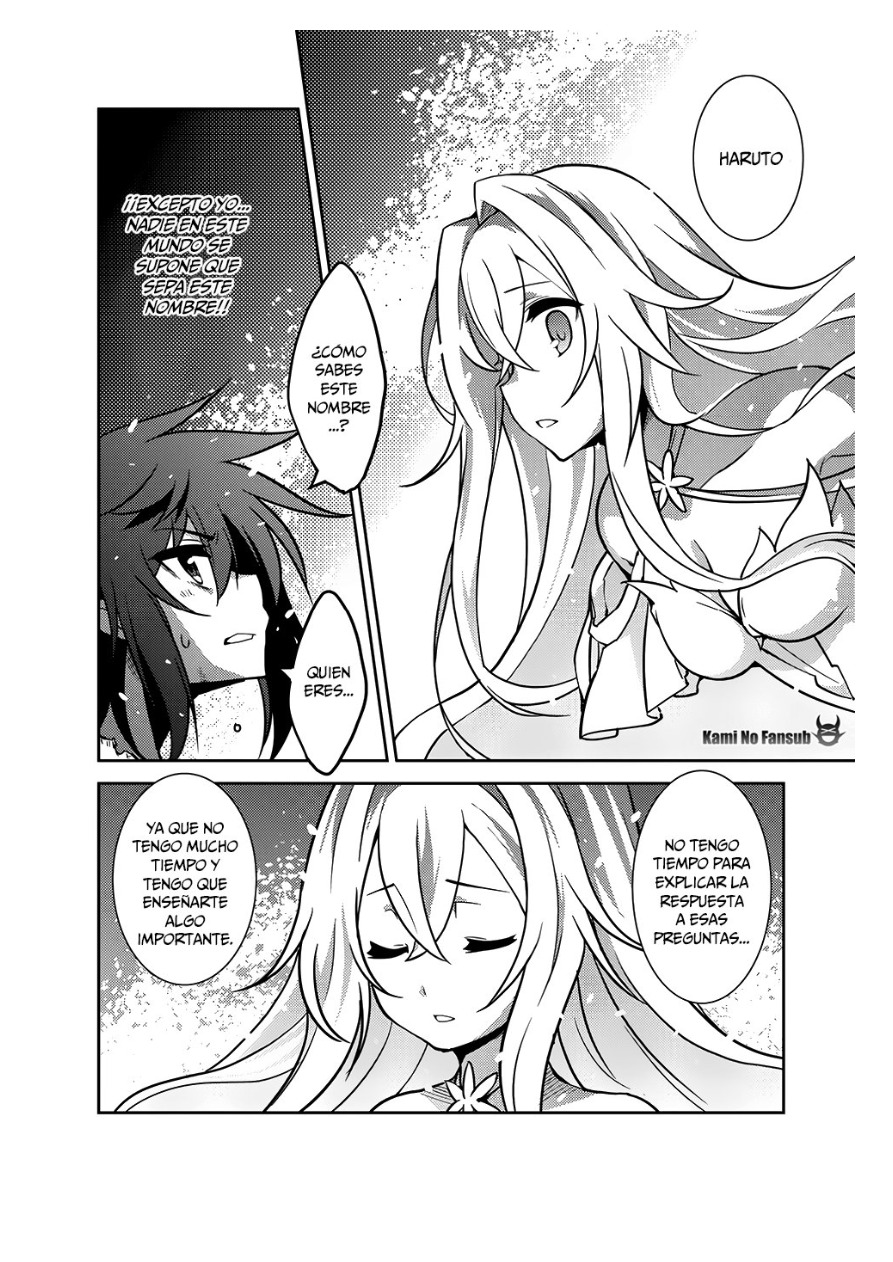 HARUTO
¿CÓMO
SABES
ESTE
NOMBRE
...?
¡¡EXCEPTO YO...
NADIE EN ESTE
MUNDO SE
SUPONE QUE
SEPA ESTE
NOMBRE!!
QUIEN
ERES...
Kami No Fansub
NO TENGO
TIEMPO PARA
EXPLICAR LA
RESPUESTA
A ESAS
PREGUNTAS...
YA QUE NO
TENGO MUCHO
TIEMPO Y
TENGO QUE
ENSEÑARTE
ALGO
IMPORTANTE.